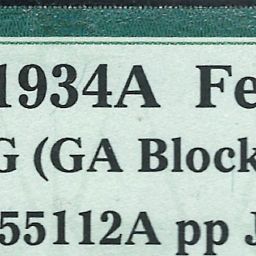 1934A Fe
G (GA Block
55112A pp J